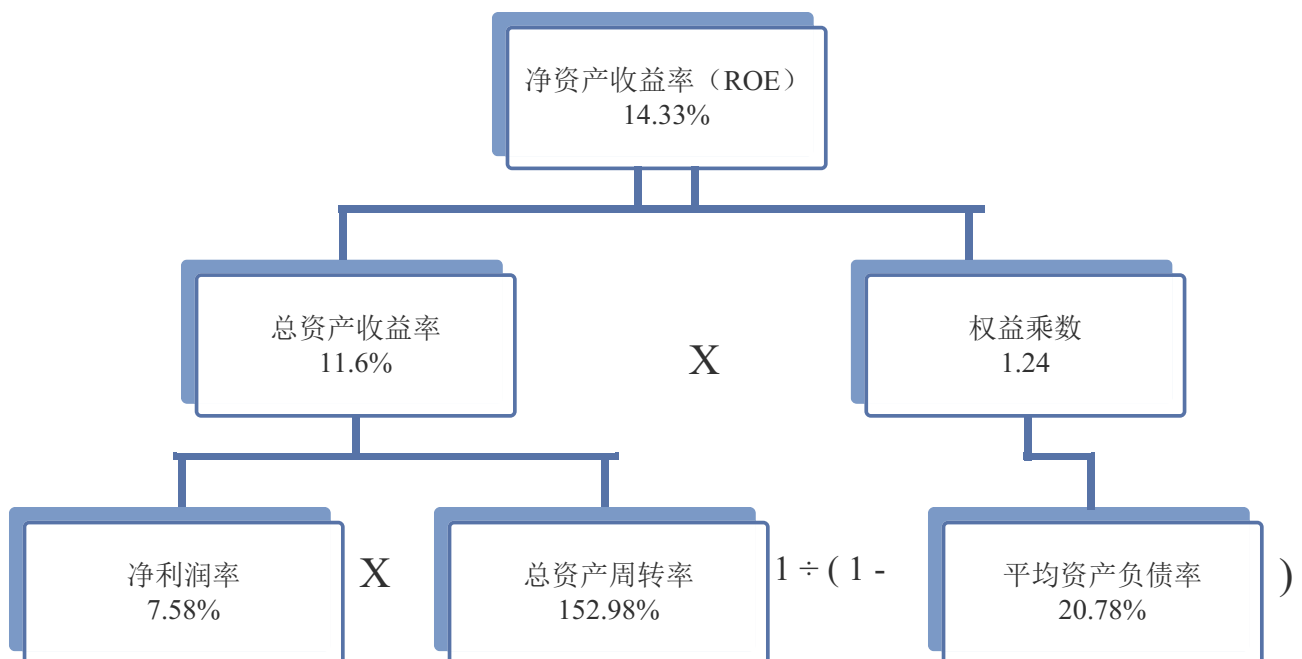 净资产收益率（ROE）
14.33%
总资产收益率
11.6%
X
权益乘数
1.24
净利润率
7.58%
X
总资产周转率
152.98%
1 ÷ ( 1 -
平均资产负债率
20.78%
)